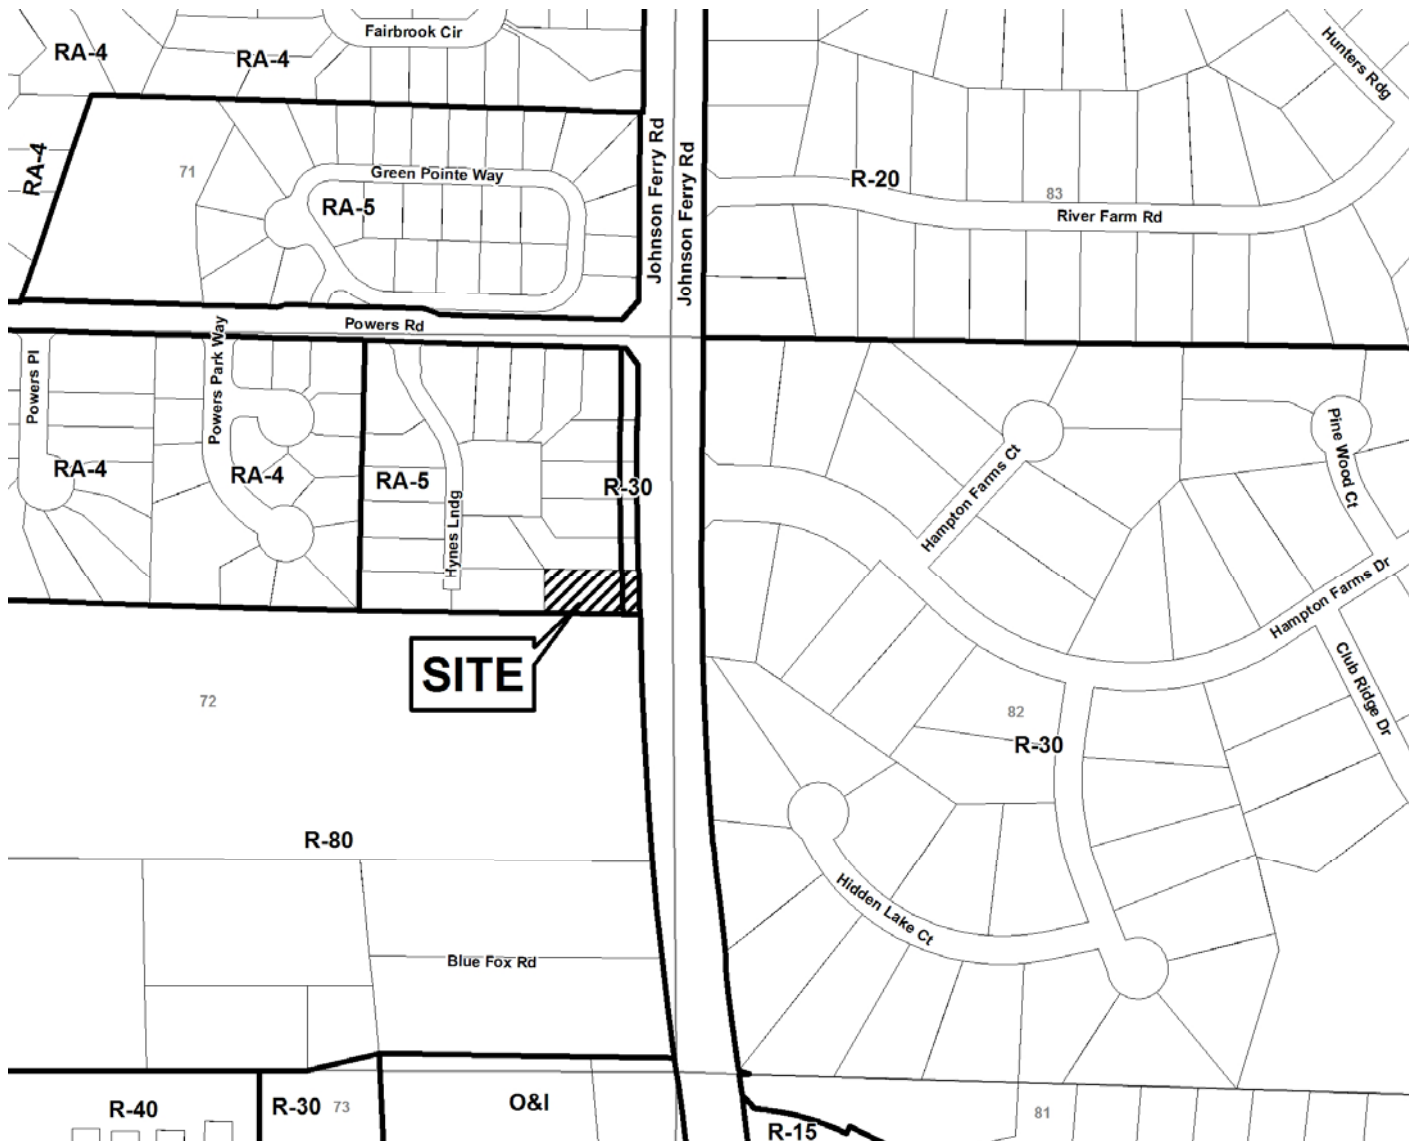 Fairbrook Cir
RA-4
RA-4
Hunters Rdg
RA-4
71
Green Pointe Way
RA-5
Johnson Ferry Rd
Johnson Ferry Rd
R-20
83
River Farm Rd
Powers Rd
Powers Pl
Powers Park Way
RA-4
RA-4
RA-5
Hynes Lndg
R-30
Hampton Farms Ct
Pine Wood Ct
Hampton Farms Dr
Club Ridge Dr
SITE
72
82
R-30
R-80
Hidden Lake Ct
Blue Fox Rd
R-40
R-30
73
O&I
81
R-15